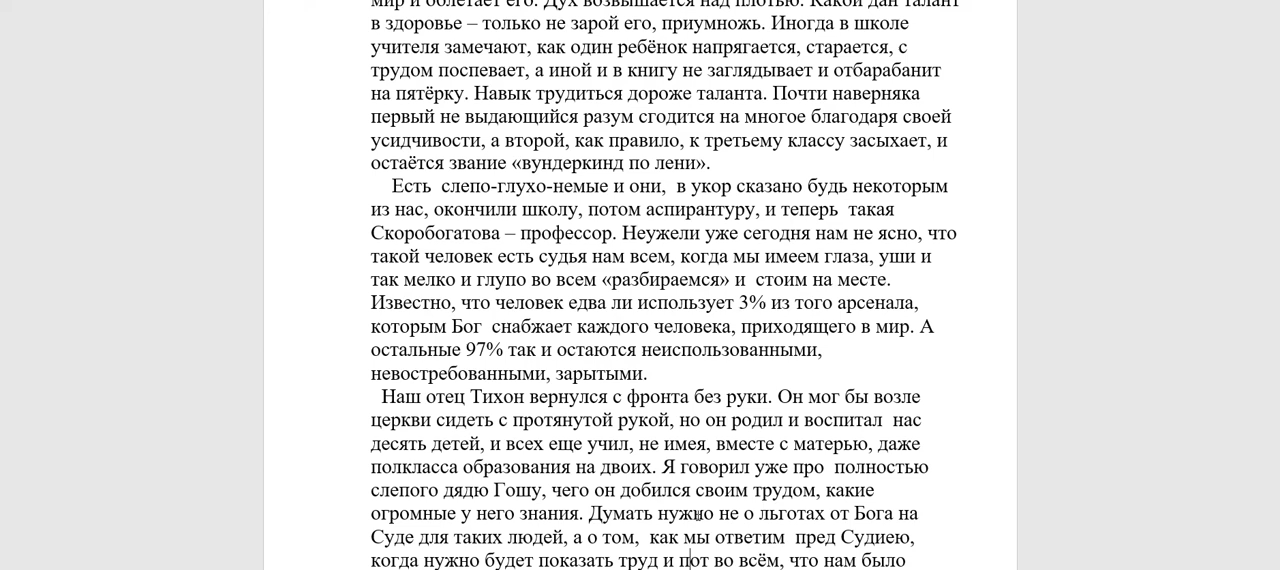 мир и облетает его. Дух возвышается над плотью. Какой дан талант
в здоровье – только не зарой его, приумножь. Иногда в школе
учителя замечают, как один ребёнок напрягается, старается, с
трудом поспевает, а иной и в книгу не заглядывает и отбарабанит
на пятёрку. Навык трудиться дороже таланта. Почти наверняка
первый не выдающийся разум сгодится на многое благодаря своей
усидчивости, а второй, как правило, к третьему классу засыхает, и
остаётся звание «вундеркинд по лени».
Есть  слепо-глухо-немые и они,  в укор сказано будь некоторым
из нас, окончили школу, потом аспирантуру, и теперь  такая
Скоробогатова – профессор. Неужели уже сегодня нам не ясно, что
такой человек есть судья нам всем, когда мы имеем глаза, уши и
так мелко и глупо во всем «разбираемся» и  стоим на месте.
Известно, что человек едва ли использует 3% из того арсенала,
которым Бог  снабжает каждого человека, приходящего в мир. А
остальные 97% так и остаются неиспользованными,
невостребованными, зарытыми.
Наш отец Тихон вернулся с фронта без руки. Он мог бы возле
церкви сидеть с протянутой рукой, но он родил и воспитал  нас
десять детей, и всех еще учил, не имея, вместе с матерью, даже
полкласса образования на двоих. Я говорил уже про  полностью
слепого дядю Гошу, чего он добился своим трудом, какие
огромные у него знания. Думать нужно не о льготах от Бога на
Суде для таких людей, а о том,  как мы ответим  пред Судиею,
когда нужно будет показать труд и пот во всём, что нам было